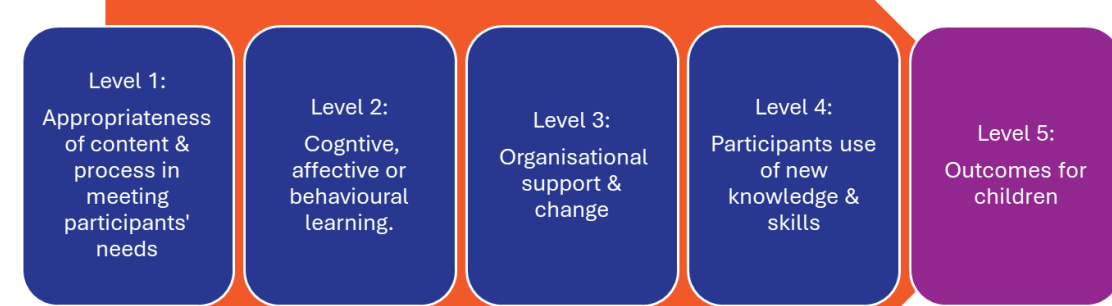 Level 1:
Appropriateness
of content &
process in
meeting
participants'
needs
Level 2:
Cogntive,
affective or
behavioural
learning.
Level 3:
Organisational
support &
change
Level 4:
Participants use
of new
knowledge &
skills
Level 5:
Outcomes for
children